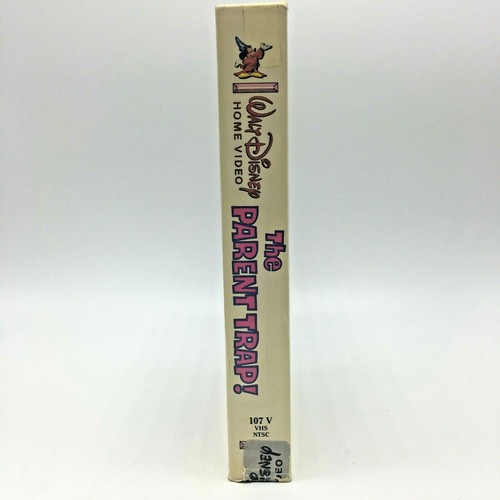 WALT DISNEY
HOME VIDEO
The
PARENT TRAP!
107 V
VHS
NTSC